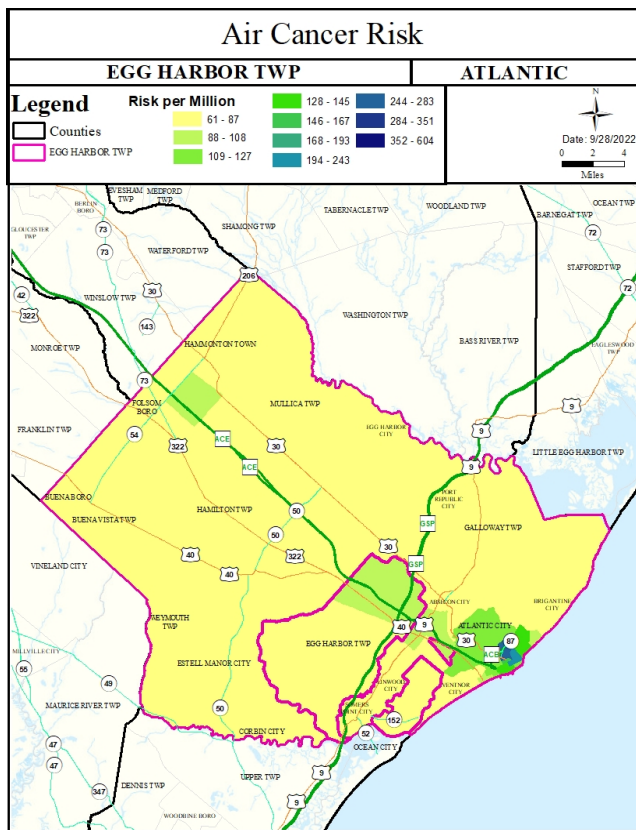 Air Cancer Risk
EGG HARBOR TWP
ATLANTIC
Legend
Counties
EGG HARBOR TWP
Risk per Million
61 - 87
88 - 108
109 - 127
128 - 145
146 - 167
168 - 193
194 - 243
244 - 283
284 - 351
352 - 604
N
Date: 9/28/2022
0 2 4
Miles
EVESHAM
TWP
MEDFORD
TWP
BERLIN
BORO
GLOUCESTER
TWP
SHAMONG TWP
TABERNACLE TWP
WOODLAND TWP
OCEAN TWP
BARNEGAT TWP
72
73
73
WATERFORD TWP
STAFFORD TWP
206
72
42
322
WINSLOW TWP
30
143
WASHINGTON TWP
BASS RIVER TWP
EAGLESWOOD
TWP
MONROE TWP
HAMMONTON TOWN
73
FOLSOM
BORO
MULLICA TWP
9
EGG HARBOR
CITY
9
FRANKLIN TWP
54
322
ACE
30
ACE
9
LITTLE EGG HARBOR TWP
BUENA BORO
BUENA VISTA TWP
HAMILTON TWP
50
PORT
REPUBLIC
CITY
GSP
GALLOWAY TWP
50
322
30
GSP
40
40
VINELAND CITY
WEYMOUTH
TWP
ABSECON CITY
BRIGANTINE
CITY
40
9
ATLANTIC CITY
30
87
EGG HARBOR TWP
ACE
MILLVILLE CITY
55
ESTELL MANOR CITY
LINWOOD
CITY
VENTNOR
CITY
49
MAURICE RIVER TWP
50
SOMERS
POINT CITY
152
CORBIN CITY
52
OCEAN CITY
47
47
UPPER TWP
9
DENNIS TWP
347
9
WOODBINE BORO